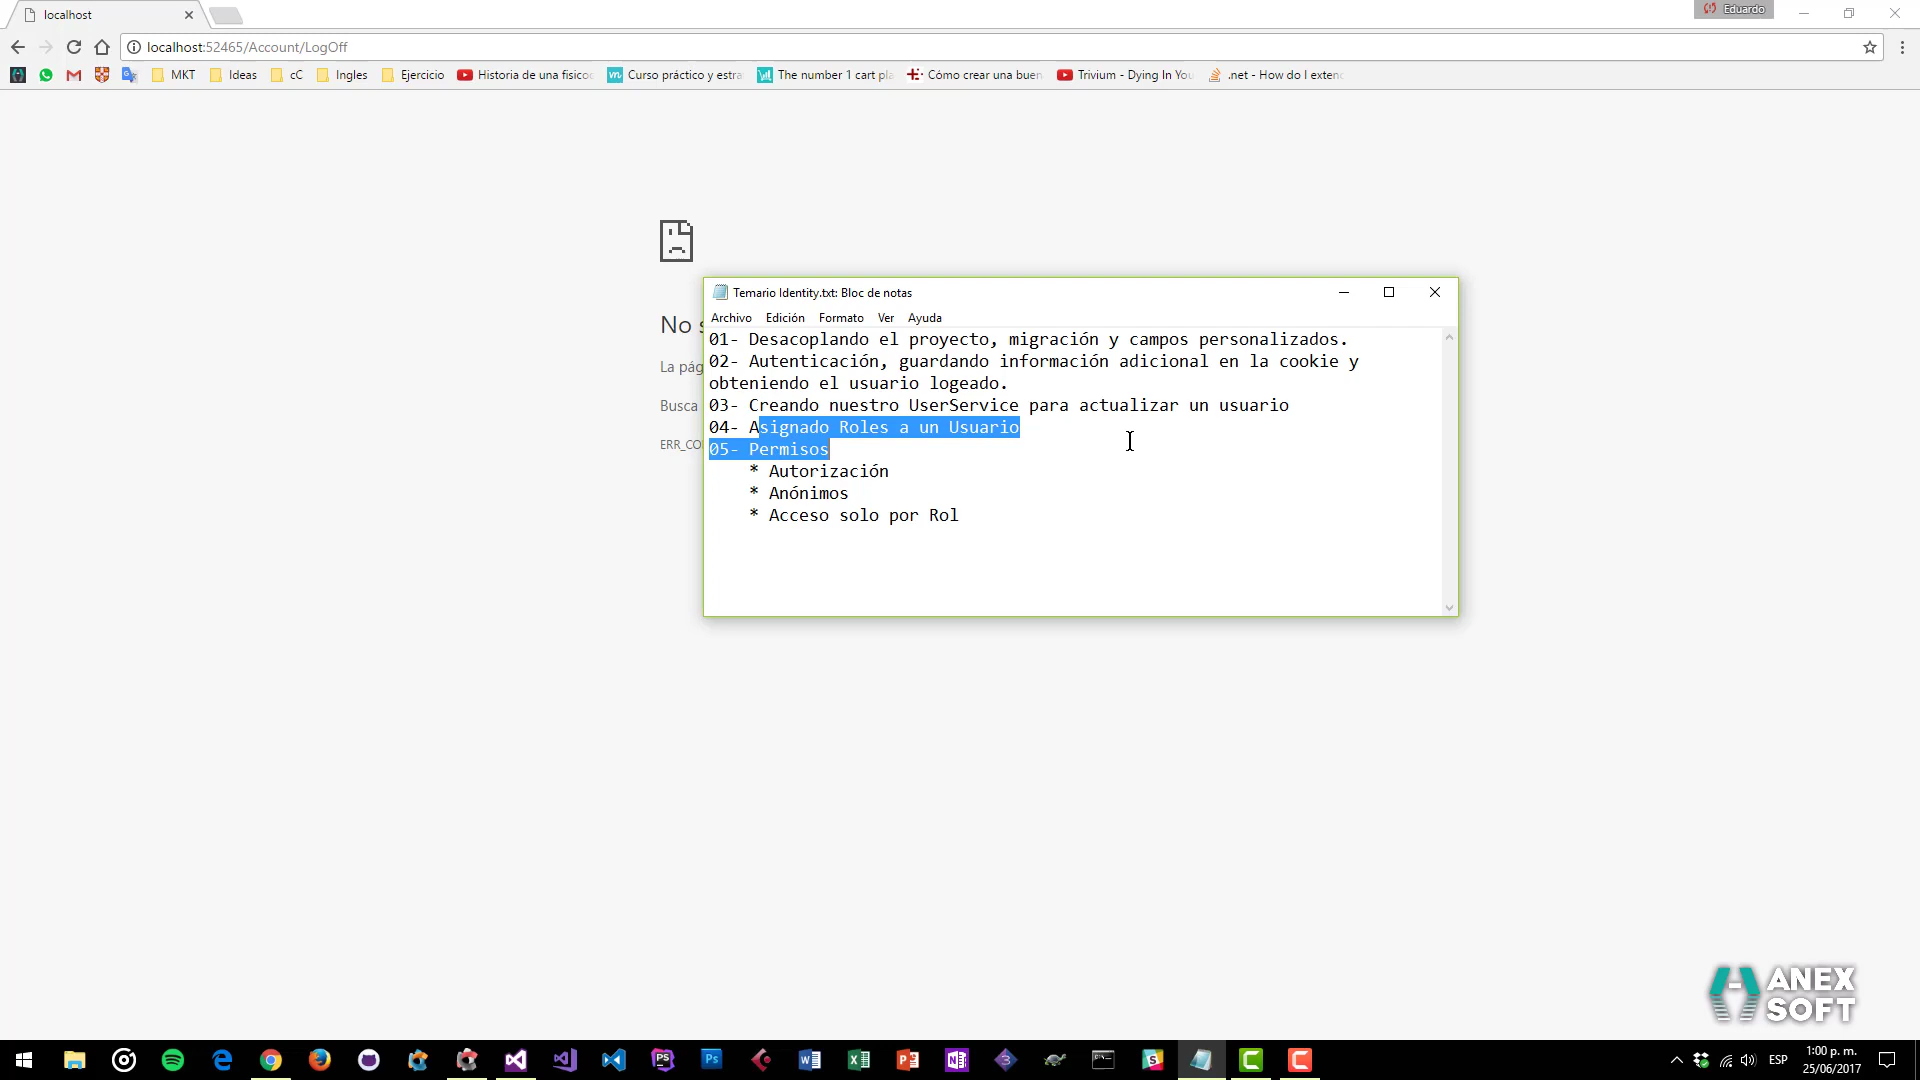 localhost
Eduardo
localhost:52465/Account/LogOff
MKT
Ideas
cC
Ingles
Ejercicio
Historia de una fisico
Curso práctico y estra
The number 1 cart pla
Cómo crear una buen
Trivium - Dying In You
.net - How do I exten
No s
La pág
Busca
ERR_CO
Temario Identity.txt: Bloc de notas
Archivo Edición Formato Ver Ayuda
01- Desacoplando el proyecto, migración y campos personalizados.
02- Autenticación, guardando información adicional en la cookie y
obteniendo el usuario logeado.
03- Creando nuestro UserService para actualizar un usuario
04- Asignado Roles a un Usuario
05- Permisos
* Autorización
* Anónimos
* Acceso solo por Rol
ANEX
SOFT
ESP
1:00 p. m.
25/06/2017